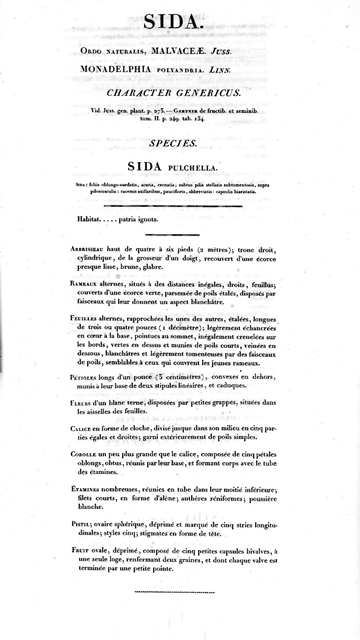 SIDA.
Ordo naturalis, MALVACEÆ. Juss.
MONADELPHIA polyandria. Linn.
CHARACTER GENERICUS.
Vid. Juss. gen. plant. p. 273. — Gertner de fructib. et seminib.
tom. II. p. 249. tab. 134.
SPECIES.
SIDA pulchella.
Sida: foliis oblongo-cordatis, acutis, crenatis; subtus pilis stellatis subtomentosis, supra
pilosiusculis: racemis axillaribus, paucifloris, abbreviatis: capsulis biaristatis.
Habitat..... patria ignota.
Arbrisseau haut de quatre à six pieds (2 mètres); tronc droit,
cylindrique, de la grosseur d'un doigt, recouvert d'une écorce
presque lisse, brune, glabre.
Rameaux alternes, situés à des distances inégales, droits, feuillus;
couverts d'une écorce verte, parsemée de poils étalés, disposés par
faisceaux qui leur donnent un aspect blanchâtre.
Feuilles alternes, rapprochées les unes des autres, étalées, longues
de trois ou quatre pouces (1 décimètre); légèrement échancrées
en cœur à la base, pointues au sommet, inégalement crenelées sur
les bords, vertes en dessus et munies de poils courts, veinées en
dessous, blanchâtres et légèrement tomenteuses par des faisceaux
de poils, semblables à ceux qui couvrent les jeunes rameaux.
Pétioles longs d'un pouce (3 centimètres), convexes en dehors,
munis à leur base de deux stipules linéaires, et caduques.
Fleurs d'un blanc terne, disposées par petites grappes, situées dans
les aisselles des feuilles.
Calice en forme de cloche, divisé jusque dans son milieu en cinq par-
ties égales et droites; garni extérieurement de poils simples.
Corolle un peu plus grande que le calice, composée de cinq pétales
oblongs, obtus, réunis par leur base, et formant corps avec le tube
des étamines.
Étamines nombreuses, réunies en tube dans leur moitié inférieure;
filets courts, en forme d'alène; anthères réniformes; poussière
blanche.
Pistil; ovaire sphérique, déprimé et marqué de cinq stries longitu-
dinales; styles cinq; stigmates en forme de tête.
Fruit ovale, déprimé, composé de cinq petites capsules bivalves, à
une seule loge, renfermant deux graines, et dont chaque valve est
terminée par une petite pointe.